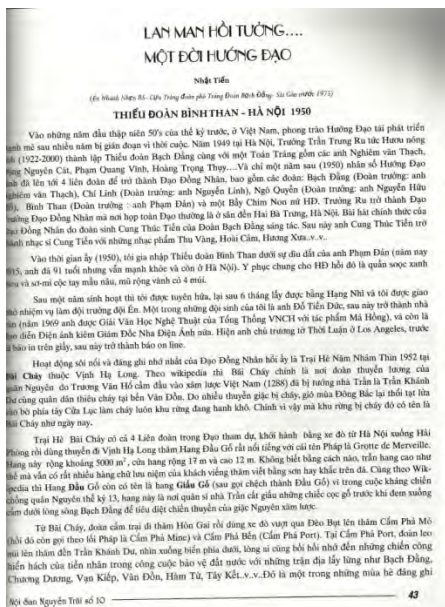 LAN MAN HỒI TƯỞNG....
MỘT ĐỜI HƯỚNG ĐẠO
Nhật Tiến
THIẾU ĐOÀN BÌNH THAN - HÀ NỘI 1950
Vào những năm đầu thập niên 50's của thế kỷ trước, ở Việt Nam, phong trào Hướng Đạo tái phát triển
mẽ sau nhiều năm bị gián đoạn vì thời cuộc. Năm 1949 tại Hà Nội, Trưởng Trần Trung Ru tức Hươu nóng
(1922-2000) thành lập Thiếu đoàn Bạch Đằng cùng với một Toán Tráng gồm các anh Nghiêm văn Thạch,
Nguyên Cát, Phạm Quang Vinh, Hoàng Trọng Thụy....Và chỉ một năm sau (1950) nhân số Hướng Đạo
đã lên tới 4 liên đoàn để trở thành Đạo Đồng Nhân, bao gồm các đoàn: Bạch Đằng (Đoàn trưởng: anh
văn Thạch), Chí Linh (Đoàn trưởng: anh Nguyễn Linh), Ngô Quyền (Đoàn trưởng: anh Nguyễn Hữu
Bình Than (Đoàn trưởng : anh Phạm Đản) và một Bầy Chim Non nữ HĐ. Trưởng Ru trở thành Đạo
Đạo Đồng Nhân mà nơi họp toàn Đạo thường là ở sân đền Hai Bà Trưng, Hà Nội. Bài hát chính thức của
Đồng Nhân do đoàn sinh Cung Thúc Tiến của Đoàn Bạch Đằng sáng tác. Sau này anh Cung Thúc Tiến trở
nhạc sĩ Cung Tiến với những nhạc phẩm Thu Vàng, Hoài Cảm, Hương Xưa..v..v..
Vào thời gian ấy (1950), tôi gia nhập Thiếu đoàn Bình Than dưới sự dìu dắt của anh Phạm Đản (năm nay
anh đã 91 tuổi nhưng vẫn mạnh khỏe và còn ở Hà Nội). Y phục chung cho HĐ hồi đó là quần soọc xanh
và sơ-mi cộc tay mầu nâu, mũ rộng vành có 4 múi.
Sau một năm sinh hoạt thì tôi được tuyên hứa, lại sau 6 tháng lấy được bằng Hạng Nhì và tôi được giao
nhiệm vụ làm đội trưởng đội Én. Một trong những đội sinh của tôi là anh Đỗ Tiến Đức, sau này trở thành nhà
(năm 1969 anh được Giải Văn Học Nghệ Thuật của Tổng Thống VNCH với tác phẩm Má Hồng), và còn là
diễn Điện ảnh kiêm Giám Đốc Nha Điện Ảnh nữa. Hiện anh chủ trương tờ Thời Luận ở Los Angeles, trước
báo in trên giấy, sau này trở thành báo on line.
Hoạt động sôi nổi và đáng ghi nhớ nhất của Đạo Đồng Nhân hồi ấy là Trại Hè Năm Nhâm Thìn 1952 tại
Bãi Cháy thuộc Vịnh Hạ Long. Theo wikipedia thì Bãi Cháy chính là nơi đoàn thuyền lương của
quân Nguyên do Trương Văn Hổ cầm đầu vào xâm lược Việt Nam (1288) đã bị tướng nhà Trần là Trần Khánh
Dư cùng quân dân thiêu cháy tại bến Vân Đồn. Do nhiều thuyền giặc bị cháy, gió mùa Đông Bắc lại thổi tạt lửa
vào bờ phía tây Cửa Lục làm cháy luôn khu rừng đang hanh khô. Chính vì vậy mà khu rừng bị cháy đó có tên là
Bãi Cháy như ngày nay.
Trại Hè Bãi Cháy có cả 4 Liên đoàn trong Đạo tham dự, khởi hành bằng xe đò từ Hà Nội xuống Hải
Phòng rồi dùng thuyền đi Vịnh Hạ Long thăm Hang Đầu Gỗ rất nổi tiếng với cái tên Pháp là Grotte de Merveille.
Hang này rộng khoảng 5000 m², cửa hang rộng 17 m và cao 12 m. Không biết bằng cách nào, trần hang cao như
thế mà vẫn có rất nhiều hàng chữ lưu niệm của khách viếng thăm viết bằng sơn hay khắc trên đá. Cũng theo Wik-
ipedia thì Hang Đầu Gỗ còn có tên là hang Giấu Gỗ (sau gọi chệch thành Đầu Gỗ) vì trong cuộc kháng chiến
chống quân Nguyên thế kỷ 13, hang này là nơi quân sĩ nhà Trần cất giấu những chiếc cọc gỗ trước khi đem xuống
cắm dưới lòng sông Bạch Đằng để tiêu diệt chiến thuyền của giặc Nguyên xâm lược.
Từ Bãi Cháy, đoàn cắm trại đi thăm Hòn Gai rồi dùng xe đò vượt qua Đèo Bụt lên thăm Cẩm Phả Mỏ
(hồi đó còn gọi theo lối Pháp là Cẩm Phả Mine) và Cẩm Phả Bến (Cẩm Phả Port). Tại Cẩm Phả Port, đoàn leo
núi lên thăm đền Trần Khánh Dư, nhìn xuống biển phía dưới, lòng ai cũng bồi hồi nhớ đến những chiến công
hiển hách của tiền nhân trong công cuộc bảo vệ đất nước với những trận địa lẫy lừng như Bạch Đằng,
Chương Dương, Vạn Kiếp, Vân Đồn, Hàm Tử, Tây Kết..v..v..Đó là một trong những mùa hè đáng ghi
Nội san Nguyễn Trãi số 10
43